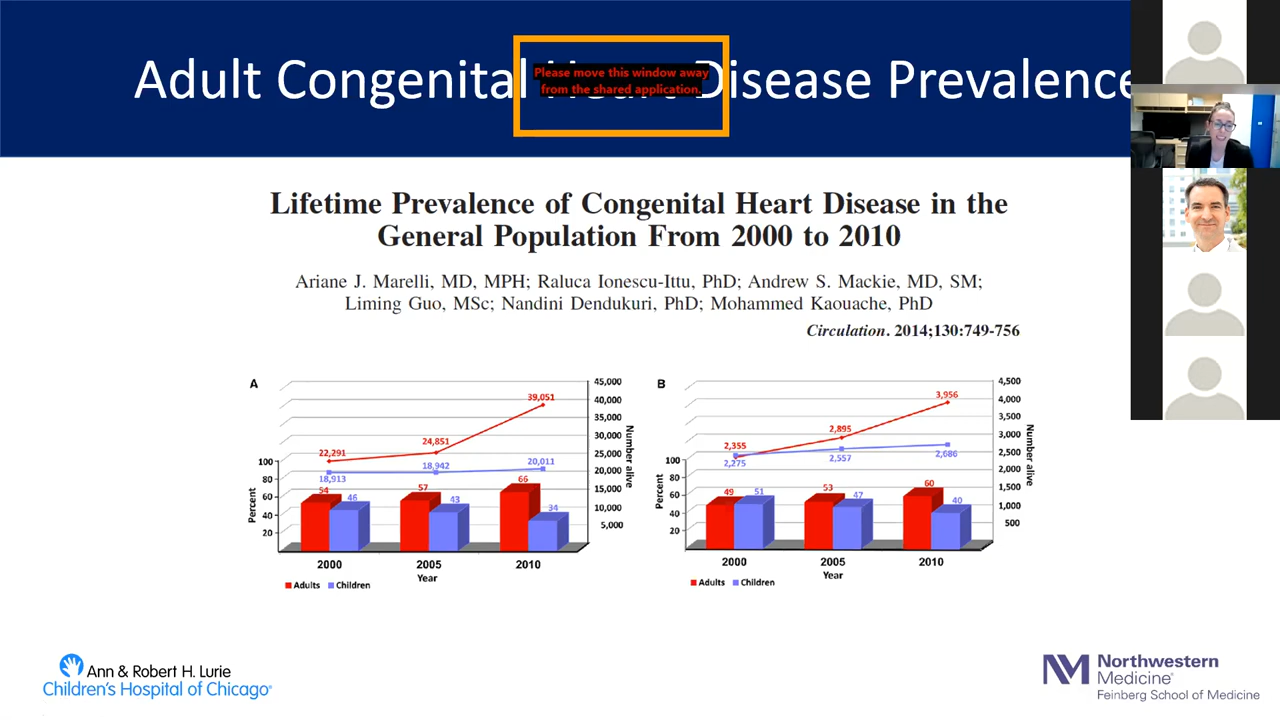 Adult Congenital Heart Disease Prevalence
Please move this window away
from the shared application.
Lifetime Prevalence of Congenital Heart Disease in the
General Population From 2000 to 2010
Ariane J. Marelli, MD, MPH; Raluca Ionescu-Ittu, PhD; Andrew S. Mackie, MD, SM;
Liming Guo, MSc; Nandini Dendukuri, PhD; Mohammed Kaouache, PhD
Circulation. 2014;130:749-756
A
45,000
40,000
35,000
30,000
25,000
20,000
15,000
10,000
5,000
Number alive
39,051
24,851
22,291
18,913
18,942
20,011
100
80
60
40
20
Percent
54
46
57
43
66
34
2000
2005
2010
Year
Adults
Children
B
4,500
4,000
3,500
3,000
2,500
2,000
1,500
1,000
500
Number alive
3,956
2,895
2,355
2,275
2,557
2,686
100
80
60
40
20
Percent
49
51
53
47
60
40
2000
2005
2010
Year
Adults
Children
Ann & Robert H. Lurie
Children's Hospital of Chicago®
NM
Northwestern
Medicine®
Feinberg School of Medicine